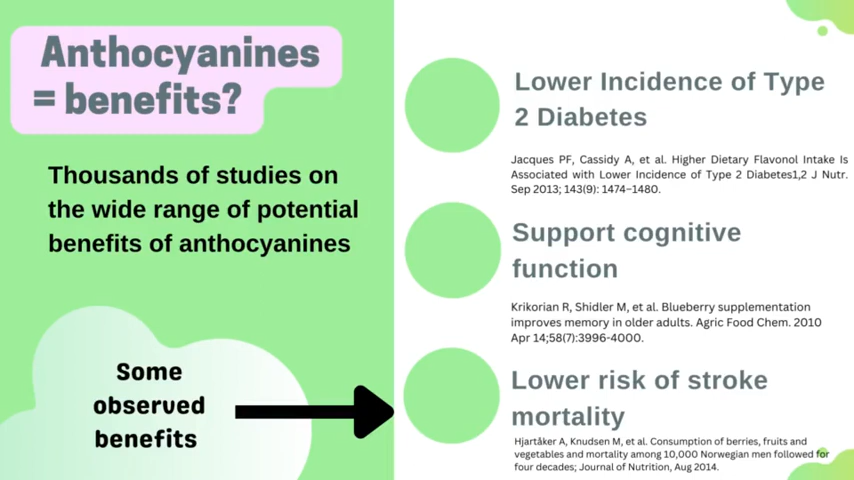 Anthocyanines
= benefits?
Thousands of studies on
the wide range of potential
benefits of anthocyanines
Some
observed
benefits
Lower Incidence of Type
2 Diabetes
Jacques PF, Cassidy A, et al. Higher Dietary Flavonol Intake Is
Associated with Lower Incidence of Type 2 Diabetes1,2 J Nutr.
Sep 2013; 143(9): 1474–1480.
Support cognitive
function
Krikorian R, Shidler M, et al. Blueberry supplementation
improves memory in older adults. Agric Food Chem. 2010
Apr 14;58(7):3996-4000.
Lower risk of stroke
mortality
Hjartåker A, Knudsen M, et al. Consumption of berries, fruits and
vegetables and mortality among 10,000 Norwegian men followed for
four decades; Journal of Nutrition, Aug 2014.